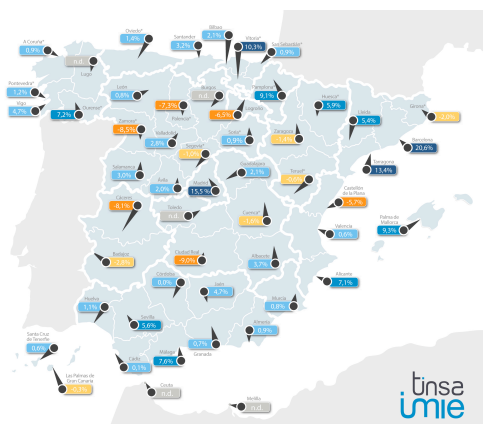 Bilbao
2,1%
Oviedo*
1,4%
Santander
3,2%
Vitoria*
10,3%
San Sebastián*
0,9%
A Coruña*
0,9%
n.d.
Lugo
Pontevedra*
1,2%
Vigo
4,7%
Ourense*
7,2%
León
0,8%
Burgos
n.d.
Pamplona*
9,1%
Huesca*
5,9%
Lleida
5,4%
Girona*
Palencia*
-7,3%
Logroño
-6,5%
Zamora*
-8,5%
Valladolid
2,8%
Soria*
0,9%
Zaragoza
Barcelona
20,6%
Segovia*
Salamanca
3,0%
Ávila
2,0%
Madrid
15,5 %
Guadalajara
2,1%
Teruel*
Tarragona
13,4%
Cáceres
-8,1%
Toledo
n.d.
Cuenca*
Castellón
de la Plana
-5,7%
Valencia
0,6%
Palma de
Mallorca
9,3%
Badajoz
Ciudad Real
-9,0%
Albacete
3,7%
Alicante
7,1%
Córdoba
0,0%
Jaén
4,7%
Murcia
0,8%
Huelva
1,1%
Sevilla
5,6%
Almería
0,9%
Granada
0,7%
Málaga
7,6%
Cádiz
0,1%
Santa Cruz
de Tenerife
0,6%
Las Palmas de
Gran Canaria
Ceuta
n.d.
Melilla
n.d.
tinsa
imie